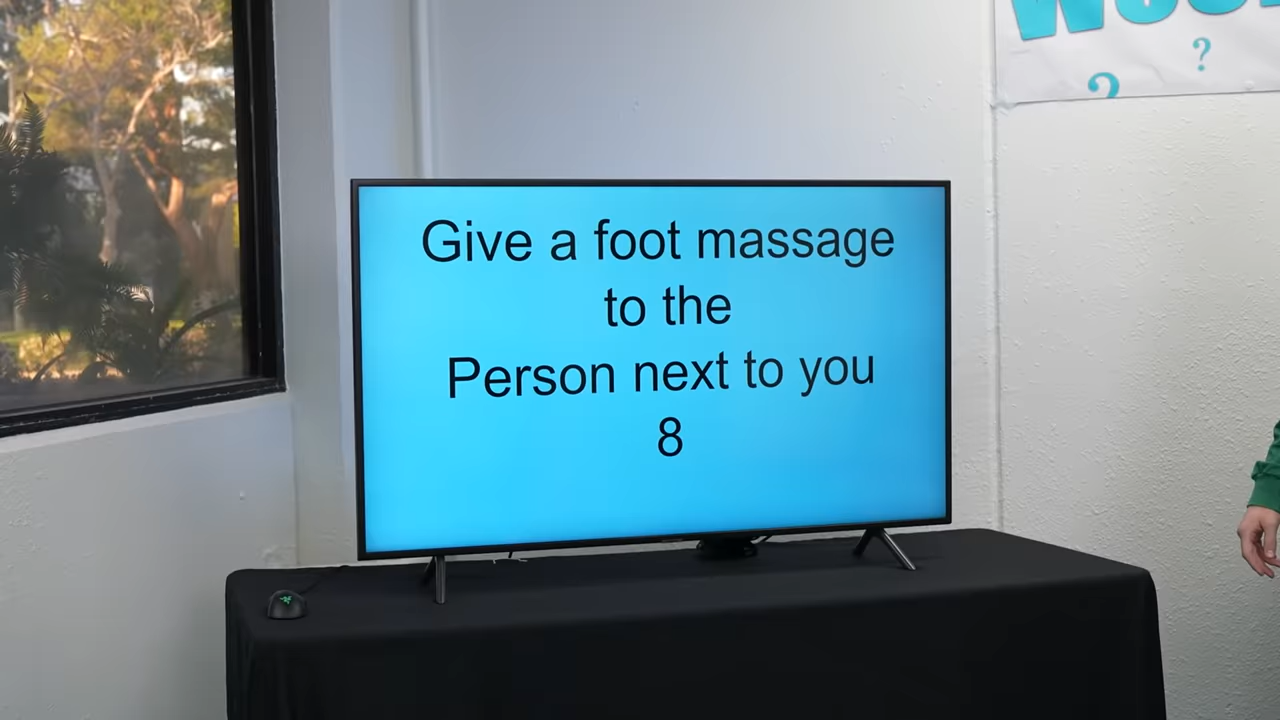 ?
?
Give a foot massage
to the
Person next to you
8